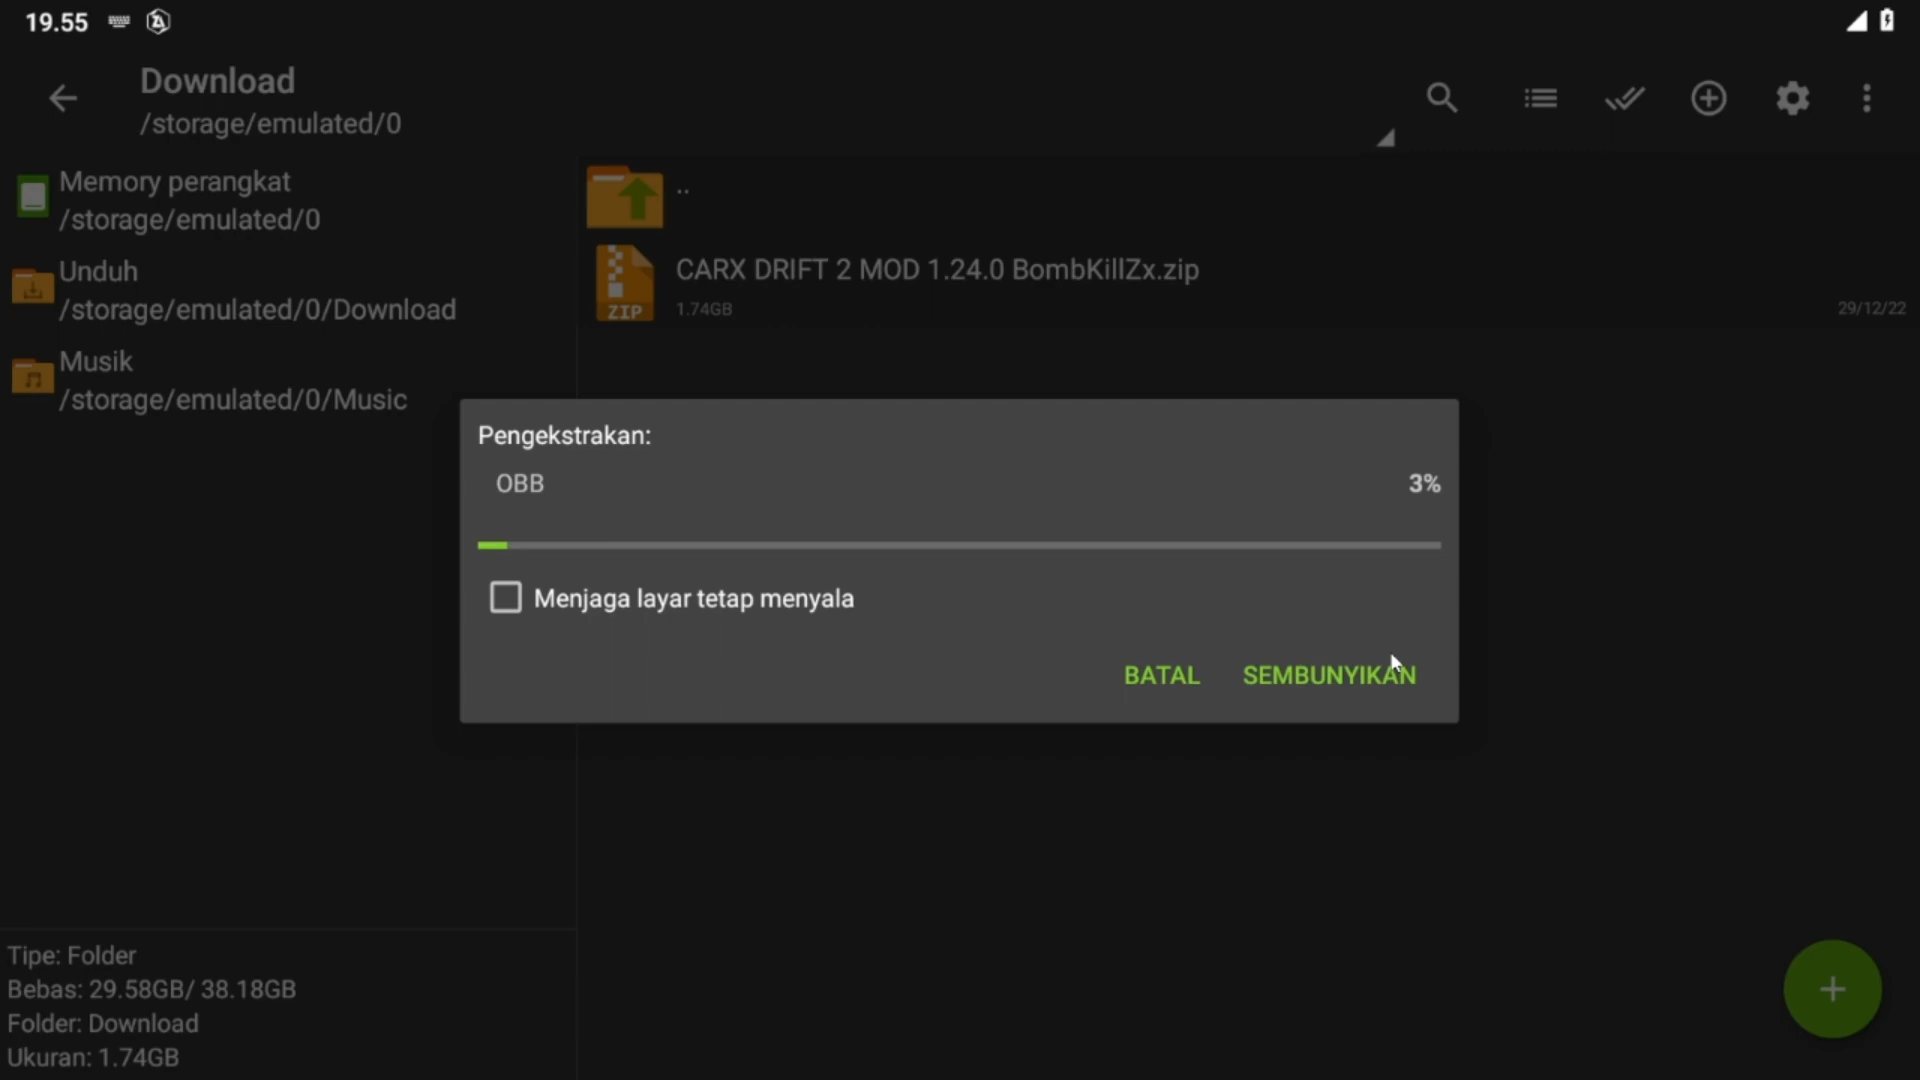 19.55
Download
/storage/emulated/0
Memory perangkat
/storage/emulated/0
Unduh
/storage/emulated/0/Download
Musik
/storage/emulated/0/Music
..
CARX DRIFT 2 MOD 1.24.0 BombKillZx.zip
ZIP
1.74GB
29/12/22
Pengekstrakan:
OBB
3%
Menjaga layar tetap menyala
BATAL
SEMBUNYIKAN
Tipe: Folder
Bebas: 29.58GB/ 38.18GB
Folder: Download
Ukuran: 1.74GB